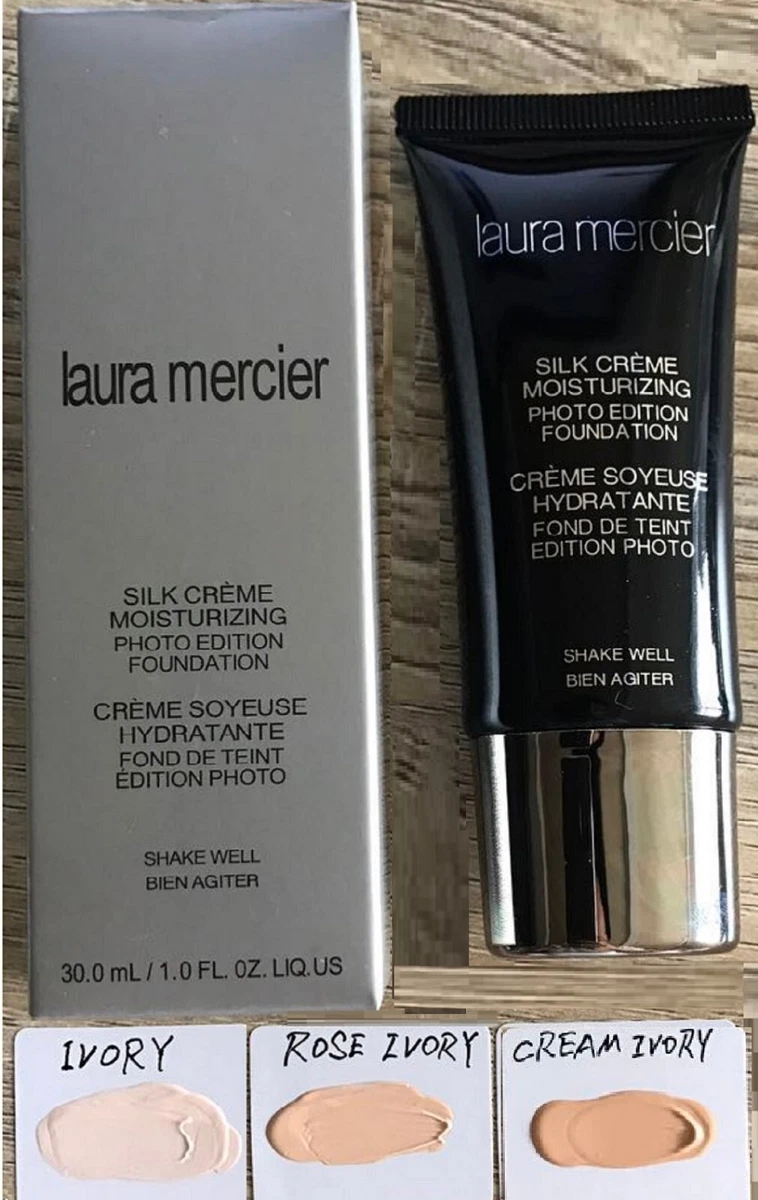 laura mercier
SILK CRÈME
MOISTURIZING
PHOTO EDITION
FOUNDATION
CRÈME SOYEUSE
HYDRATANTE
FOND DE TEINT
ÉDITION PHOTO
SHAKE WELL
BIEN AGITER
30.0 mL / 1.0 FL. OZ. LIQ.US
laura mercier
SILK CRÈME
MOISTURIZING
PHOTO EDITION
FOUNDATION
CRÈME SOYEUSE
HYDRATANTE
FOND DE TEINT
EDITION PHOTO
SHAKE WELL
BIEN AGITER
IVORY
ROSE IVORY
CREAM IVORY